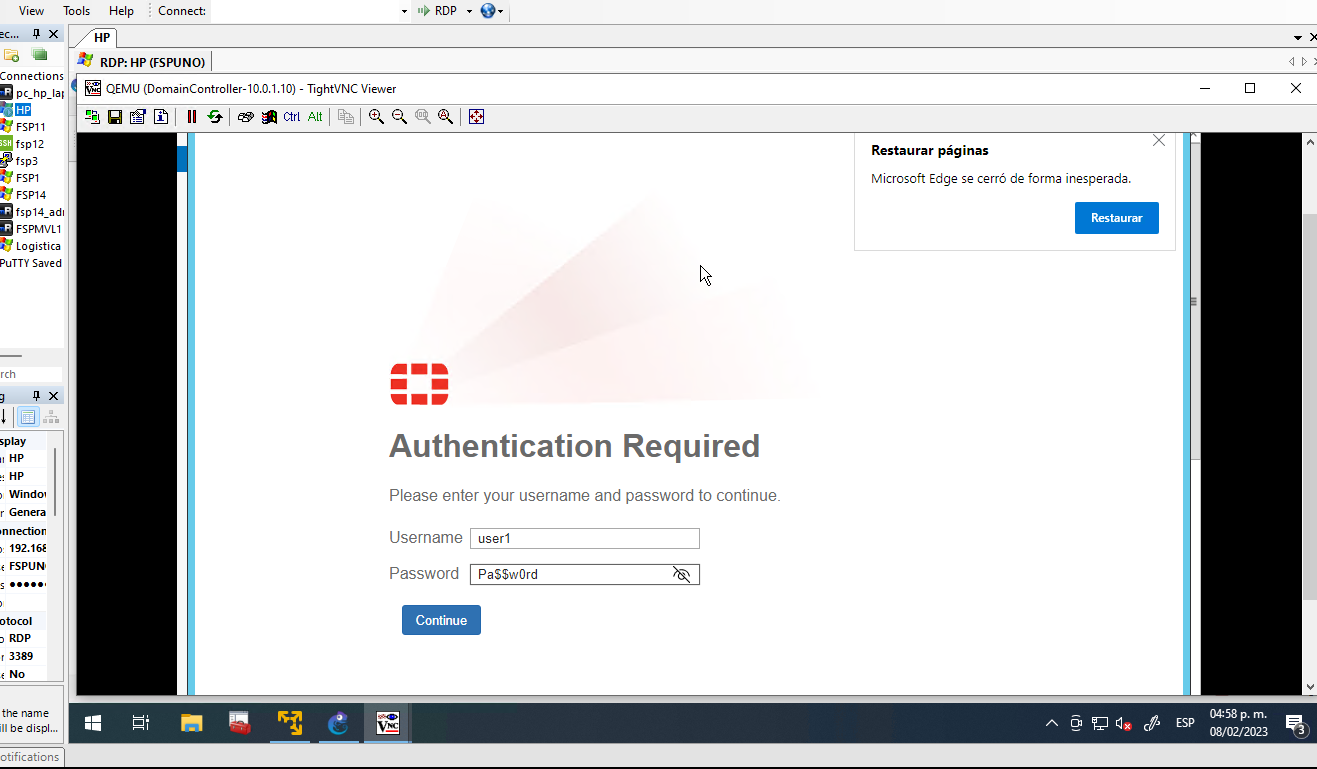 View Tools Help Connect: RDP
HP
RDP: HP (FSPUNO)
QEMU (DomainController-10.0.1.10) - TightVNC Viewer
Ctrl Alt
Connections
pc_hp_lap
HP
FSP11
fsp12
fsp3
FSP1
FSP14
fsp14_adm
FSPMVL1
Logistica
PuTTY Saved
rch
splay
HP
HP
Window
Genera
onnection
192.168
FSPUN
otocol
RDP
3389
No
the name
ill be displ...
otifications
Restaurar páginas
Microsoft Edge se cerró de forma inesperada.
Restaurar
Authentication Required
Please enter your username and password to continue.
Username user1
Password Pa$$w0rd
Continue
VNC
ESP
04:58 p. m.
08/02/2023
3